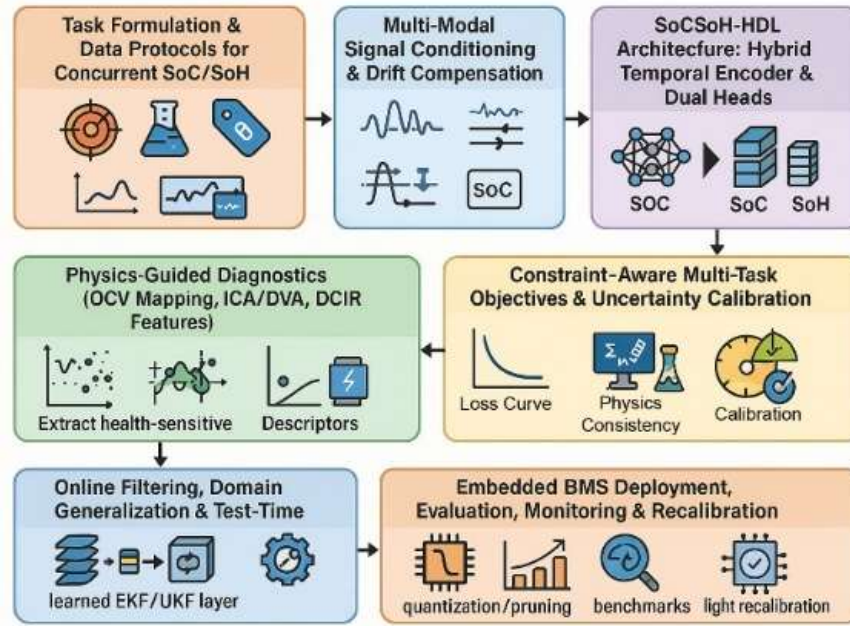 Task Formulation &
Data Protocols for
Concurrent SoC/SoH
Multi-Modal
Signal Conditioning
& Drift Compensation
SoC
SoCSoH-HDL
Architecfure: Hybrid
Temporal Encoder &
Dual Heads
SOC
SoC
SoH
Constraint-Aware Multi-Task
Objectives & Uncertainty Calibration
Loss Curve
Physics
Consistency
Calibration
Physics-Guided Diagnostics
(OCV Mapping, ICA/DVA, DCIR
Features)
Extract health-sensitive
Descriptors
Online Filtering, Domain
Generalization & Test-Time
learned EKF/UKF layer
Embedded BMS Deployment,
Evaluation, Monitoring & Recalibration
quantization/pruning
benchmarks
light recalibration